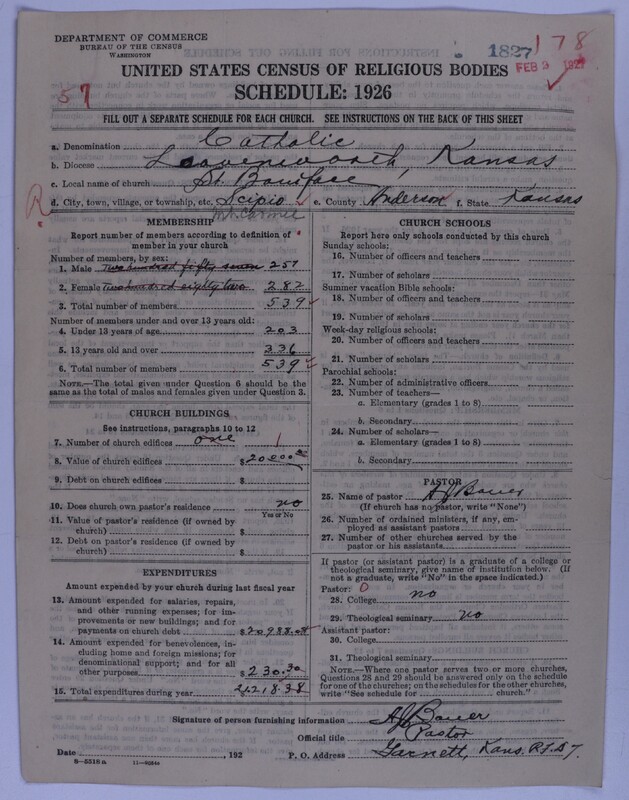 DEPARTMENT OF COMMERCE
BUREAU OF THE CENSUS
WASHINGTON
1827
178
FEB 3 1927
UNITED STATES CENSUS OF RELIGIOUS BODIES
57
SCHEDULE: 1926
FILL OUT A SEPARATE SCHEDULE FOR EACH CHURCH. SEE INSTRUCTIONS ON THE BACK OF THIS SHEET
a. Denomination Catholic
b. Diocese Leavenworth, Kansas
c. Local name of church St. Boniface
R
d. City, town, village, or township, etc. Scipio e. County Anderson f. State Kansas
Mt. Carmel
MEMBERSHIP
Report number of members according to definition of
member in your church
Number of members, by sex:
1. Male Two hundred fifty seven 257
2. Female Two hundred eighty two 282
3. Total number of members 539
Number of members under and over 13 years old:
4. Under 13 years of age 203
5. 13 years old and over 336
6. Total number of members 539
NOTE.—The total given under Question 6 should be
the same as the total of males and females given under Question 3.
CHURCH BUILDINGS
See instructions, paragraphs 10 to 12
7. Number of church edifices one 1
8. Value of church edifices $20000.00
9. Debt on church edifices $
10. Does church own pastor's residence no
Yes or No
11. Value of pastor's residence (if owned by
church) $
12. Debt on pastor's residence (if owned by
church) $
EXPENDITURES
Amount expended by your church during last fiscal year
13. Amount expended for salaries, repairs,
and other running expenses; for im-
provements or new buildings; and for
payments on church debt $20988.08
14. Amount expended for benevolences, in-
cluding home and foreign missions; for
denominational support; and for all
other purposes $230.30
15. Total expenditures during year 21218.38
CHURCH SCHOOLS
Report here only schools conducted by this church
Sunday schools:
16. Number of officers and teachers
17. Number of scholars
Summer vacation Bible schools:
18. Number of officers and teachers
19. Number of scholars
Week-day religious schools:
20. Number of officers and teachers
21. Number of scholars
Parochial schools:
22. Number of administrative officers
23. Number of teachers—
a. Elementary (grades 1 to 8)
b. Secondary
24. Number of scholars—
a. Elementary (grades 1 to 8)
b. Secondary
PASTOR
25. Name of pastor A J Bauer
(If church has no pastor, write "None")
26. Number of ordained ministers, if any, em-
ployed as assistant pastors
27. Number of other churches served by the
pastor or his assistants
If pastor (or assistant pastor) is a graduate of a college or
theological seminary, give name of institution below. (If
not a graduate, write "No" in the space indicated.)
Pastor: 0
28. College no
29. Theological seminary no
Assistant pastor:
30. College
31. Theological seminary
NOTE.—Where one pastor serves two or more churches,
Questions 28 and 29 should be answered only on the schedule
for one of the churches; on the schedules for the other churches,
write "See schedule for church."
Signature of person furnishing information A J Bauer
Official title Pastor
Date , 192 P. O. Address Garnett, Kans. R.F.D 7.
8—5518a 11—9684a